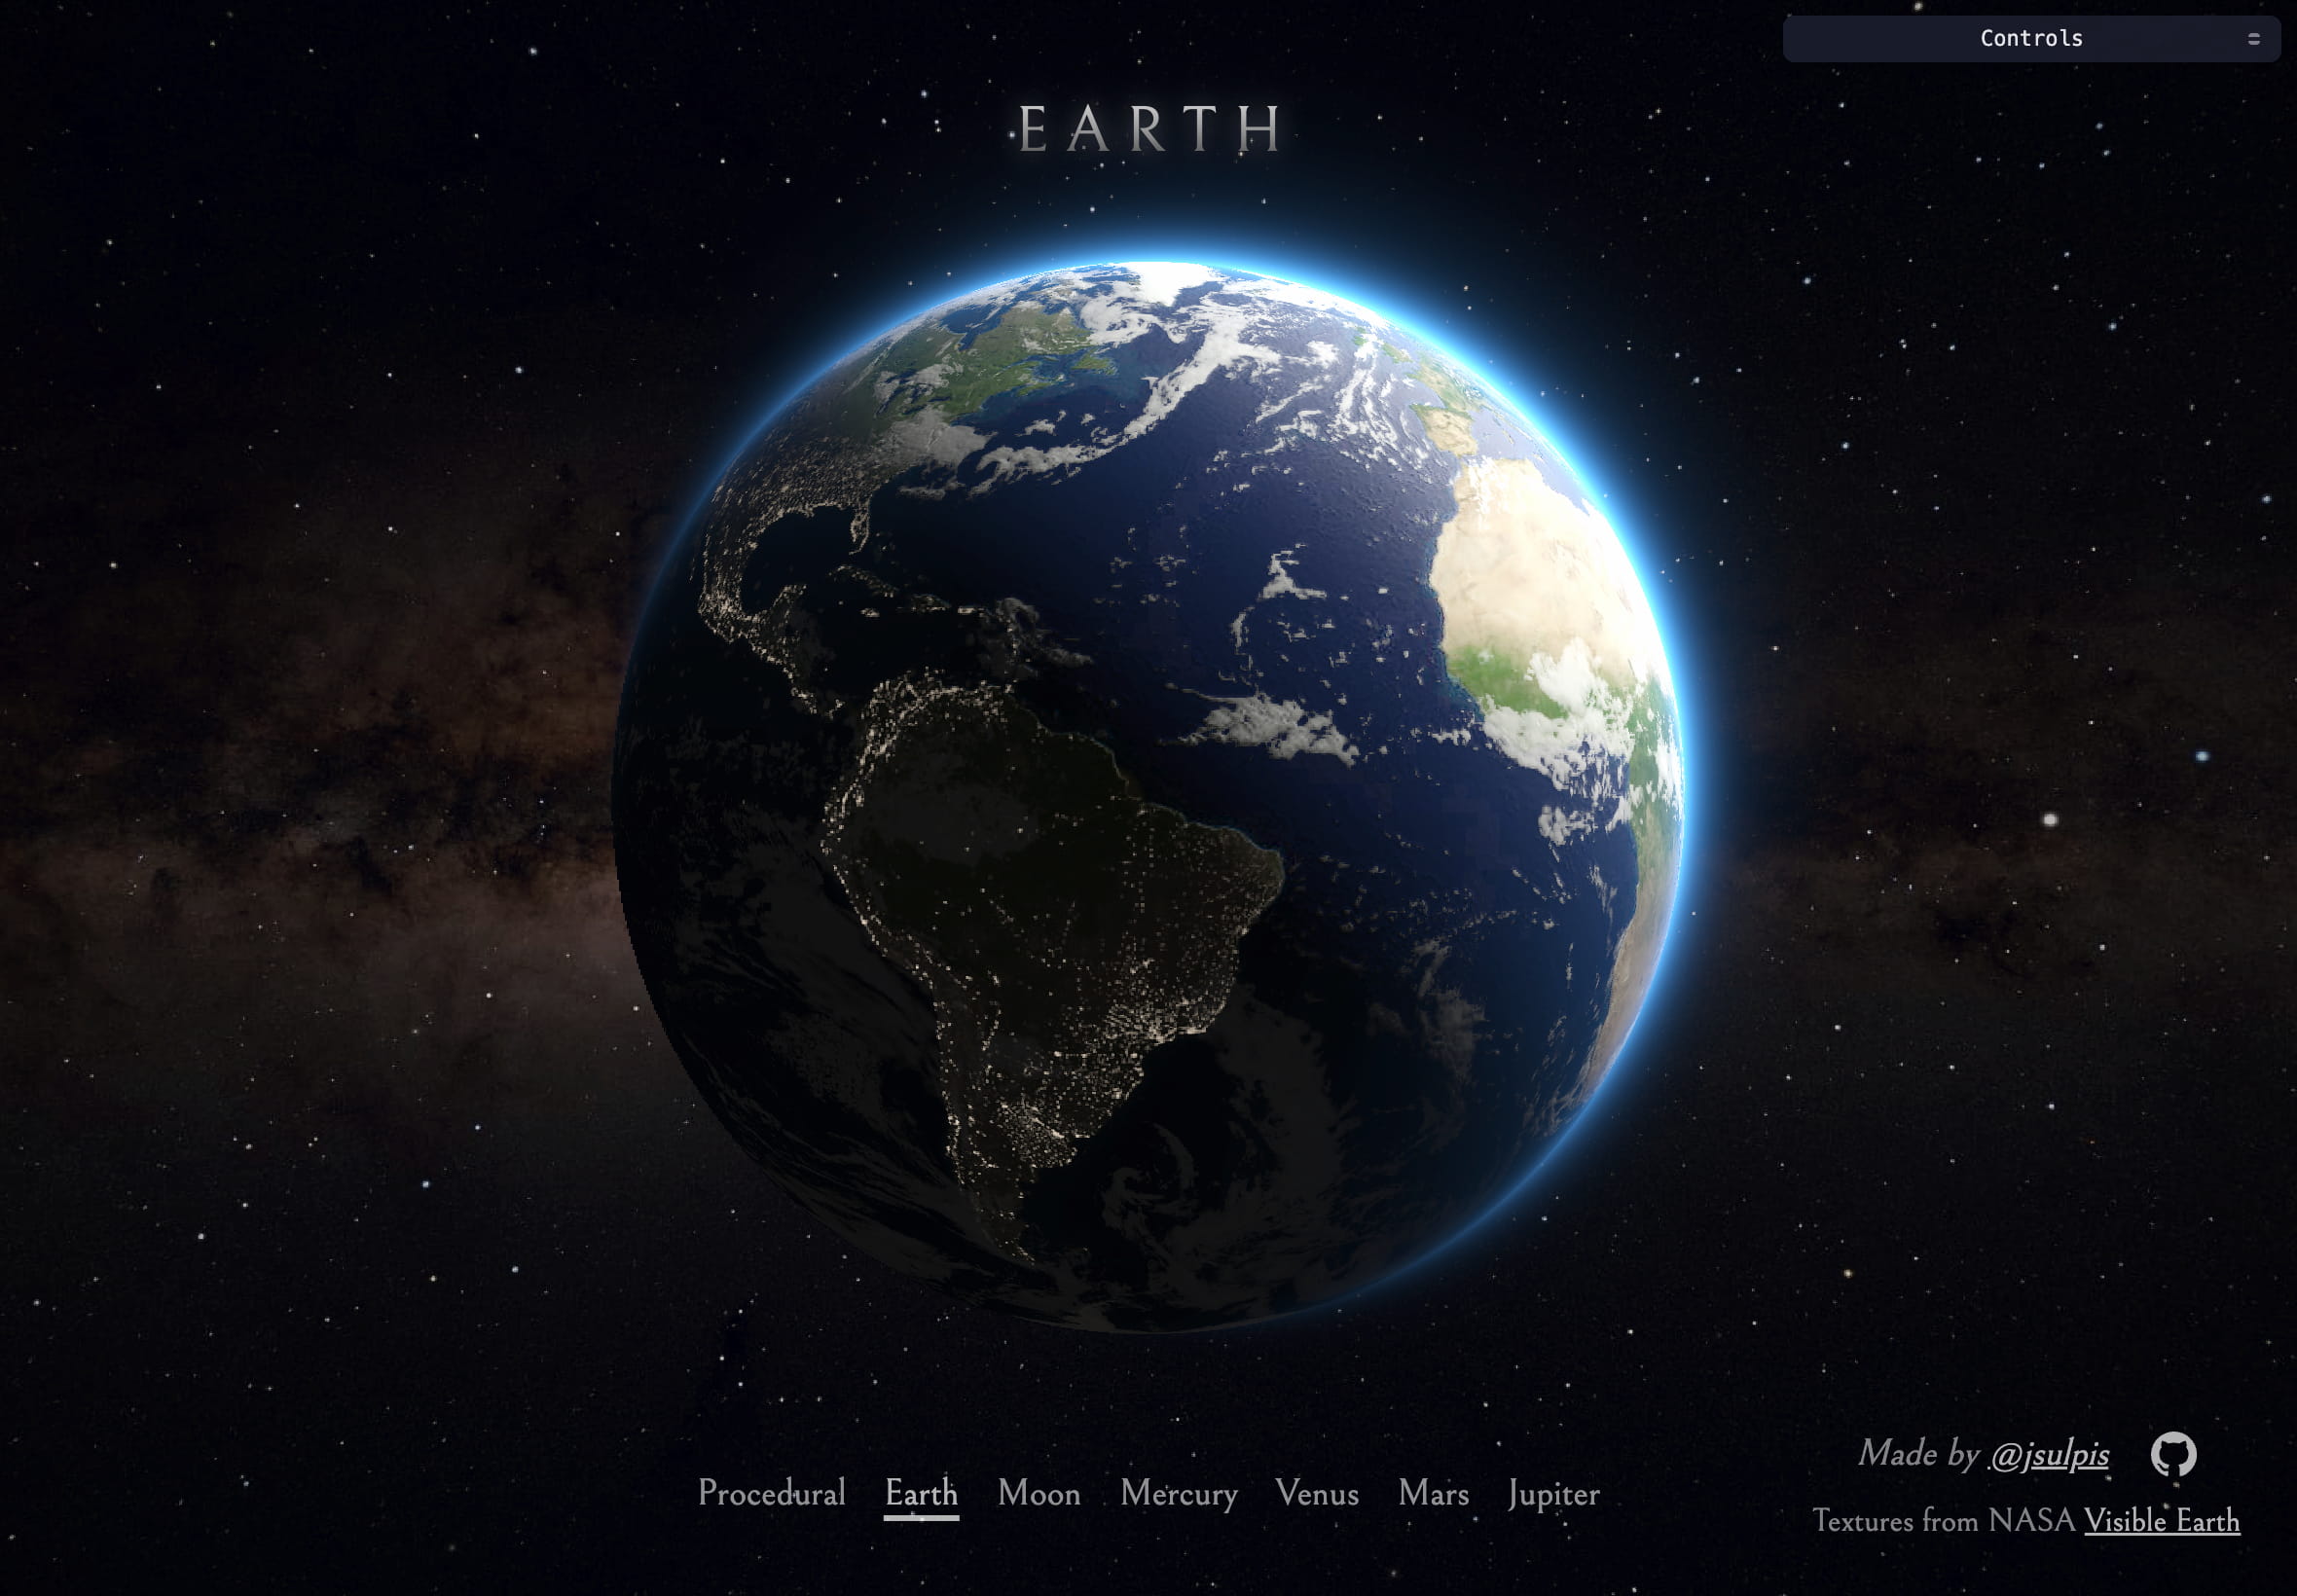 Controls
EARTH
Procedural Earth Moon Mercury Venus Mars Jupiter
Made by @jsulpis
Textures from NASA Visible Earth